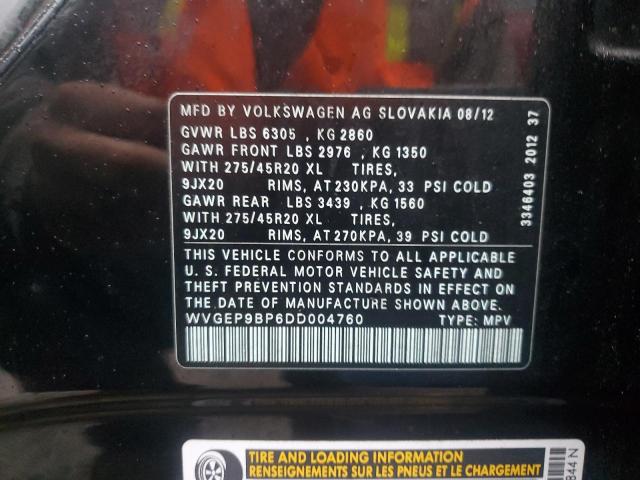 MFD BY VOLKSWAGEN AG SLOVAKIA 08/12
GVWR LBS 6305 , KG 2860
GAWR FRONT LBS 2976 , KG 1350
WITH 275/45R20 XL TIRES,
9JX20 RIMS, AT 230KPA, 33 PSI COLD
GAWR REAR LBS 3439 , KG 1560
WITH 275/45R20 XL TIRES,
9JX20 RIMS, AT 270KPA, 39 PSI COLD
THIS VEHICLE CONFORMS TO ALL APPLICABLE
U.S. FEDERAL MOTOR VEHICLE SAFETY AND
THEFT PREVENTION STANDARDS IN EFFECT ON
THE DATE OF MANUFACTURE SHOWN ABOVE.
WVGEP9BP6DD004760 TYPE: MPV
3346403 2012 37
TIRE AND LOADING INFORMATION
RENSEIGNEMENTS SUR LES PNEUS ET LE CHARGEMENT
844 N